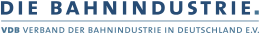 DIE BAHNINDUSTRIE.
VDB VERBAND DER BAHNINDUSTRIE IN DEUTSCHLAND E.V.